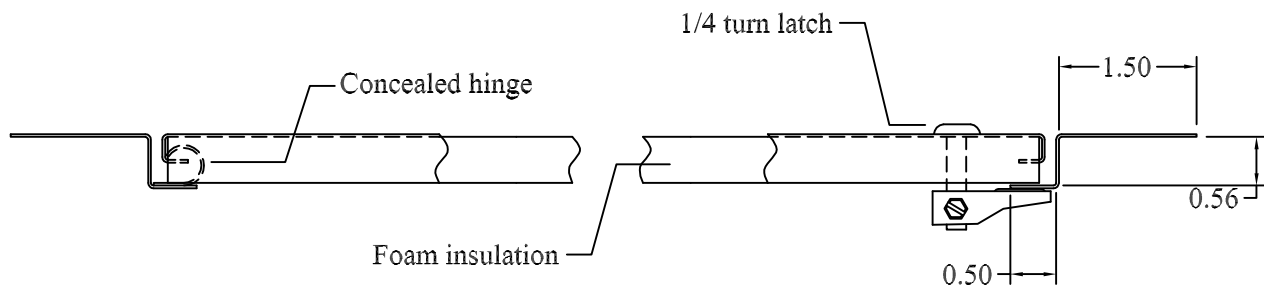 1/4 turn latch
1.50
Concealed hinge
0.56
Foam insulation
0.50